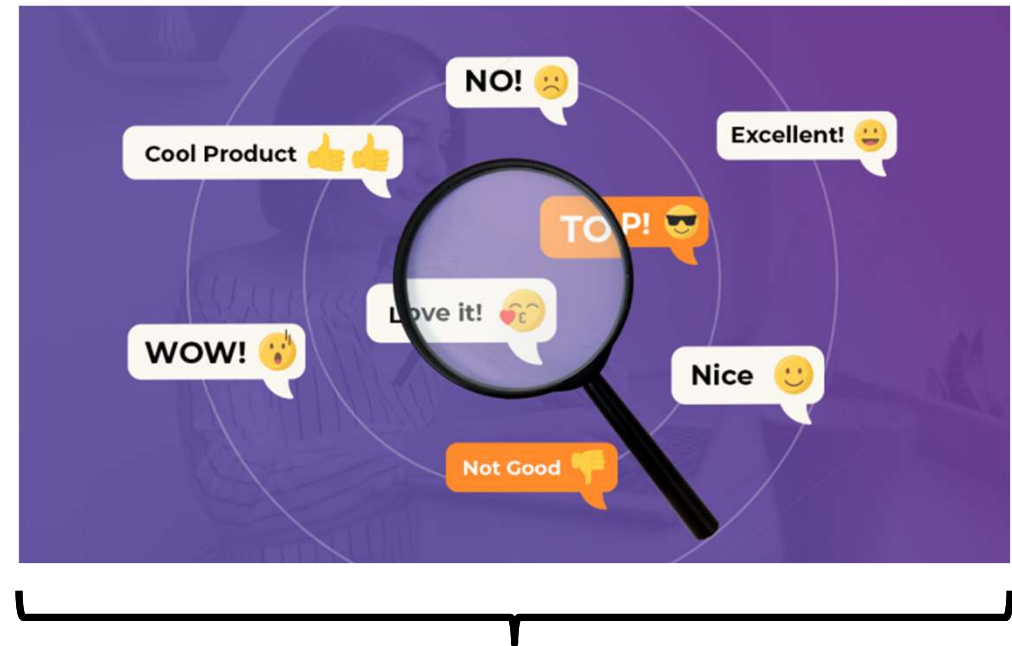 NO! ☹️
Excellent! 😀
Cool Product 👍👍
TOP! 😎
Love it! 😙
WOW! 😲
Nice 🙂
Not Good 👎